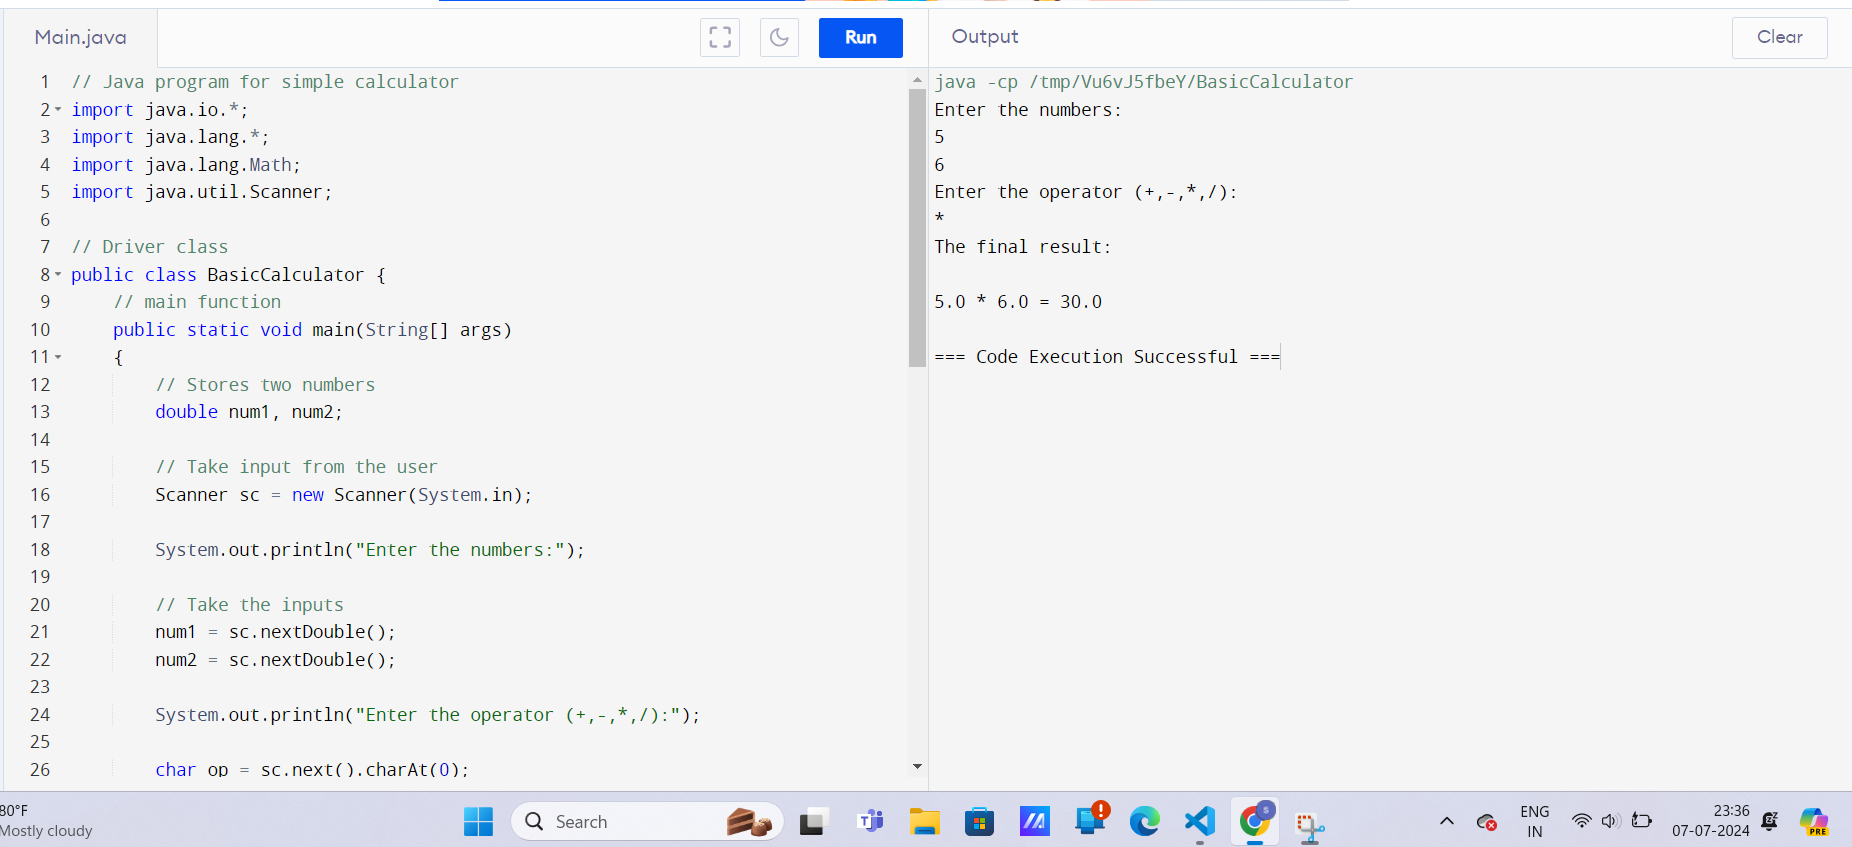 Main.java
Run
Output
Clear
1 // Java program for simple calculator
2 import java.io.*;
3 import java.lang.*;
4 import java.lang.Math;
5 import java.util.Scanner;
6
7 // Driver class
8 public class BasicCalculator {
9 // main function
10 public static void main(String[] args)
11 {
12 // Stores two numbers
13 double num1, num2;
14
15 // Take input from the user
16 Scanner sc = new Scanner(System.in);
17
18 System.out.println("Enter the numbers:");
19
20 // Take the inputs
21 num1 = sc.nextDouble();
22 num2 = sc.nextDouble();
23
24 System.out.println("Enter the operator (+,-,*,/):");
25
26 char op = sc.next().charAt(0);
java -cp /tmp/Vu6vJ5fbeY/BasicCalculator
Enter the numbers:
5
6
Enter the operator (+,-,*,/):
*
The final result:
5.0 * 6.0 = 30.0
=== Code Execution Successful ===
80°F
Mostly cloudy
Search
ENG
IN
23:36
07-07-2024
PRE